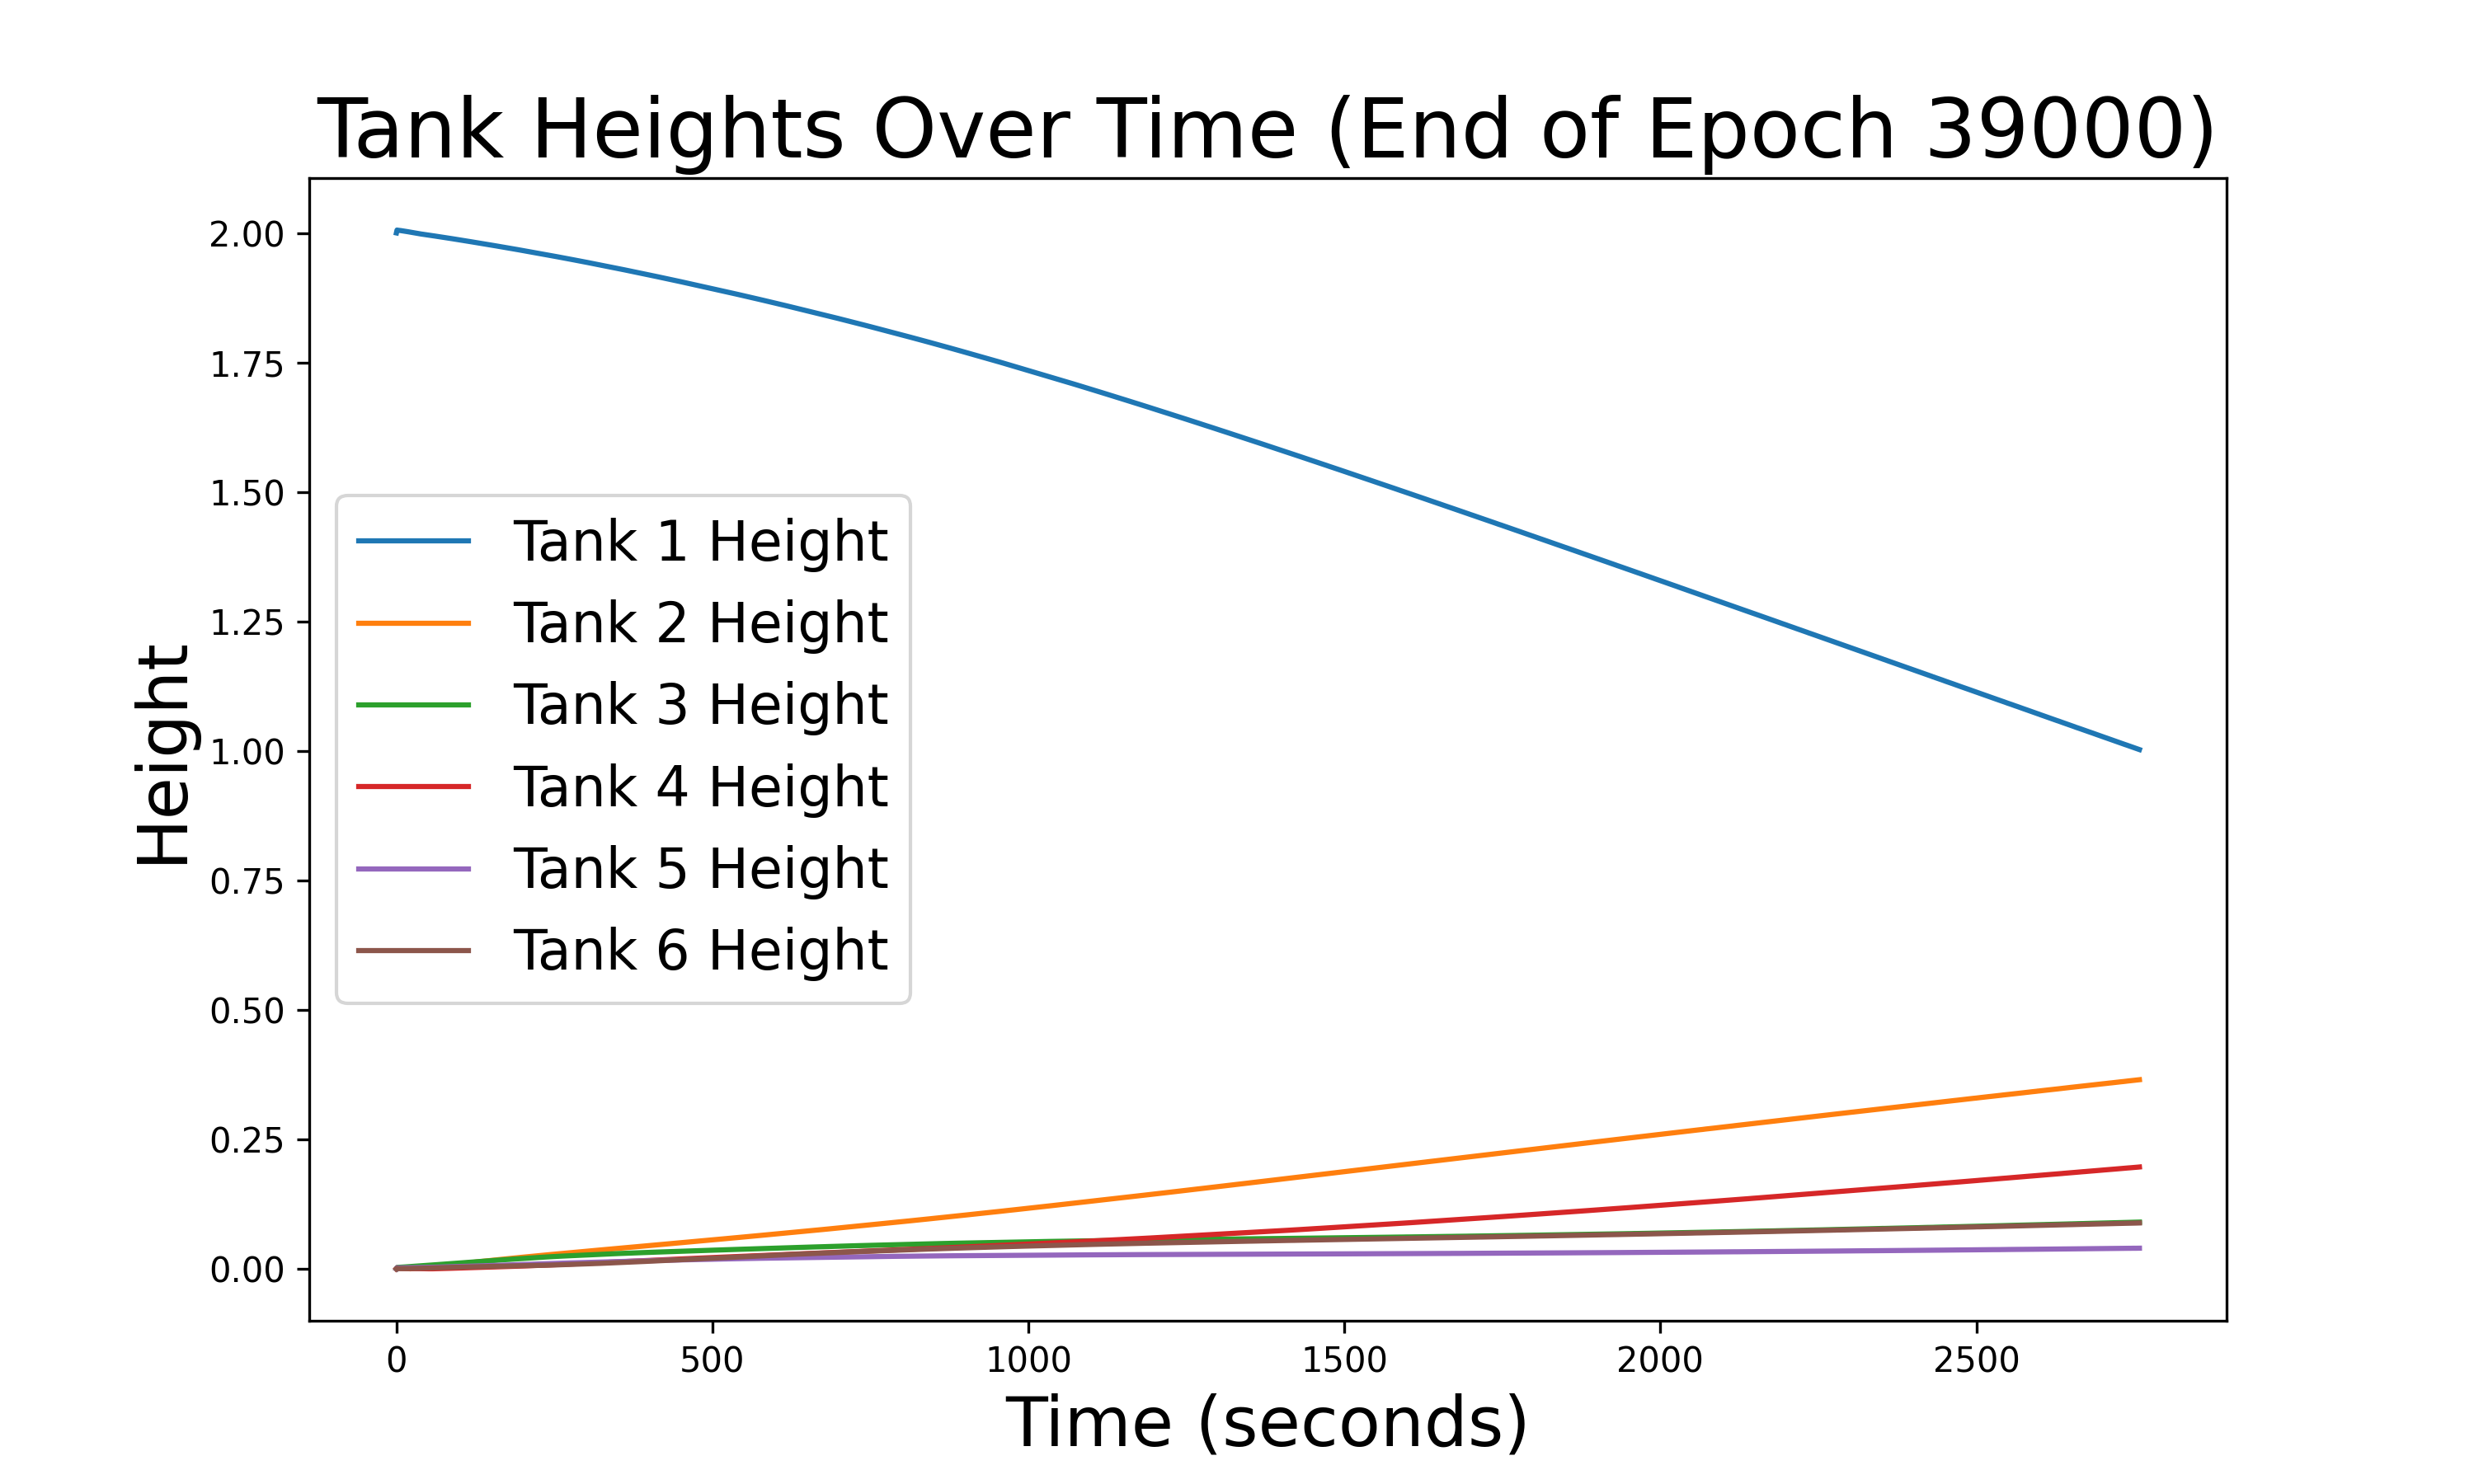 Tank Heights Over Time (End of Epoch 39000)
Height
2.00
1.75
1.50
1.25
1.00
0.75
0.50
0.25
0.00
Tank 1 Height
Tank 2 Height
Tank 3 Height
Tank 4 Height
Tank 5 Height
Tank 6 Height
0 500 1000 1500 2000 2500
Time (seconds)